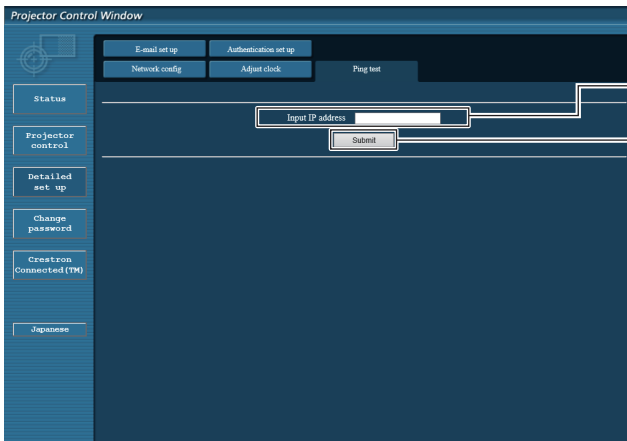 Projector Control Window
E-mail set up
Authentication set up
Network config
Adjust clock
Ping test
Status
Projector
control
Detailed
set up
Change
password
Crestron
Connected(TM)
Japanese
Input IP address
Submit